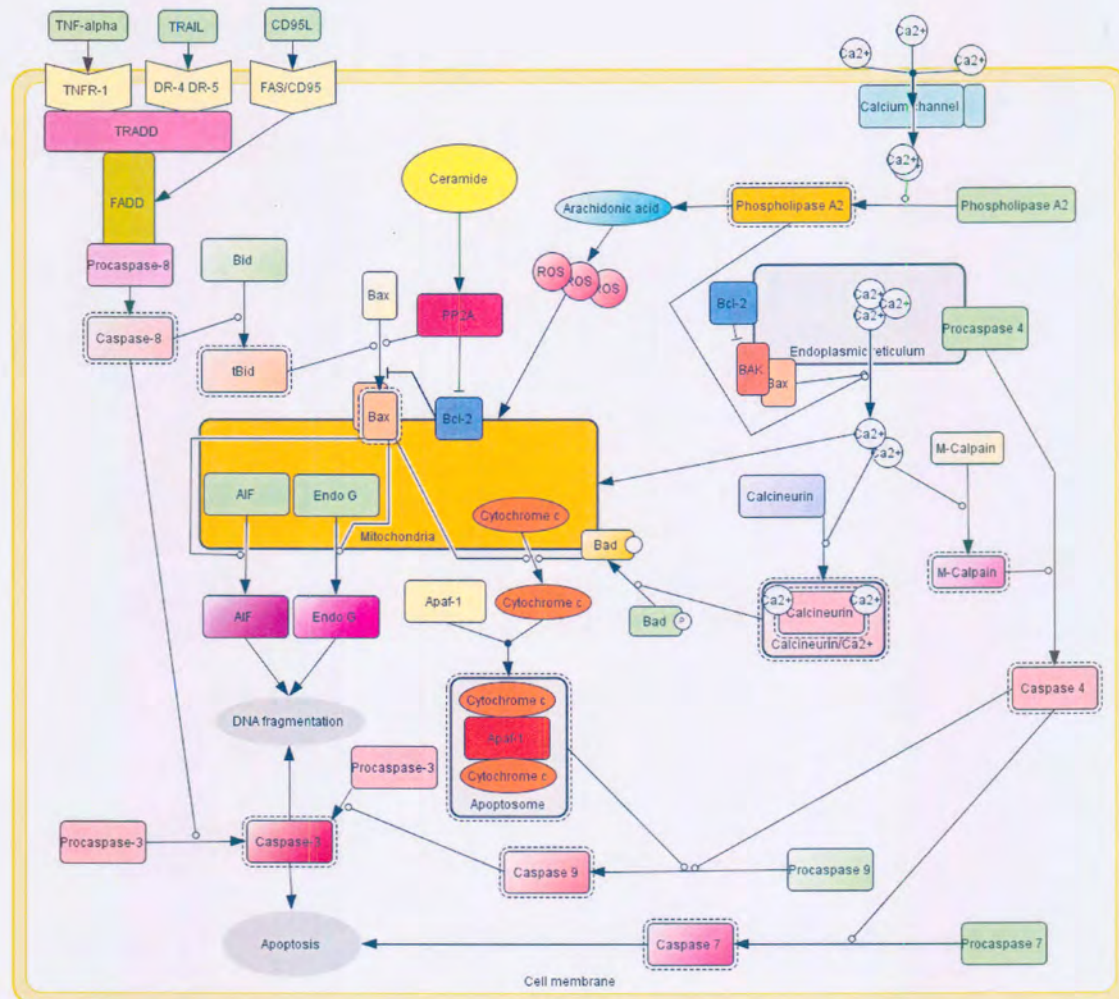 TNF-alpha
TRAIL
CD95L
Ca2+
Ca2+
Ca2+
TNFR-1
DR-4 DR-5
FAS/CD95
Calcium channel
TRADD
Ca2+
Ceramide
FADD
Arachidonic acid
Phospholipase A2
Phospholipase A2
Procaspase-8
Bid
ROS
ROS
ROS
Bax
Bcl-2
Ca2+
Ca2+
Ca2+
PP2A
Procaspase 4
Caspase-8
Endoplasmic reticulum
tBid
BAK
Bax
Bax
Bcl-2
Ca2+
Ca2+
M-Calpain
AIF
Endo G
Calcineurin
Cytochrome c
Mitochondria
Bad
M-Calpain
Apaf-1
Cytochrome c
Ca2+
Ca2+
Calcineurin
AIF
Endo G
Bad
P
Calcineurin/Ca2+
Caspase 4
Cytochrome c
DNA fragmentation
Apaf-1
Procaspase-3
Cytochrome c
Apoptosome
Procaspase-3
Caspase-3
Caspase 9
Procaspase 9
Apoptosis
Caspase 7
Procaspase 7
Cell membrane